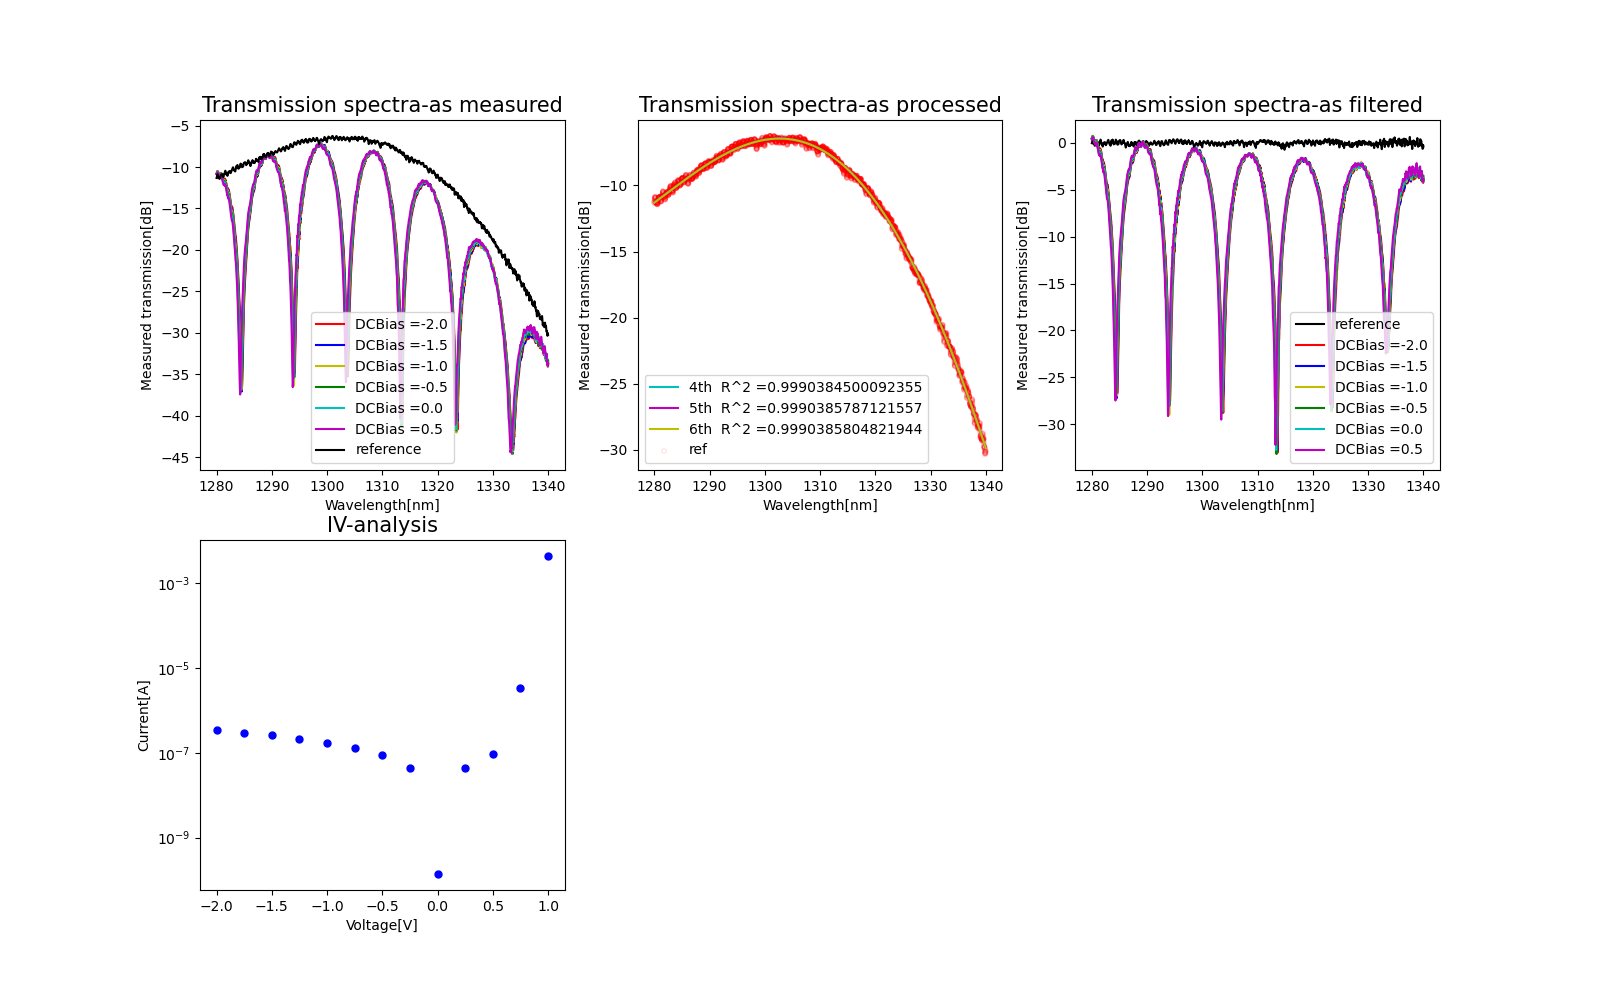 Transmission spectra-as measured
Measured transmission[dB]
−5
−10
−15
−20
−25
−30
−35
−40
−45
DCBias =-2.0
DCBias =-1.5
DCBias =-1.0
DCBias =-0.5
DCBias =0.0
DCBias =0.5
reference
1280 1290 1300 1310 1320 1330 1340
Wavelength[nm]
Transmission spectra-as processed
Measured transmission[dB]
−10
−15
−20
−25
−30
4th R^2 =0.9990384500092355
5th R^2 =0.9990385787121557
6th R^2 =0.9990385804821944
ref
1280 1290 1300 1310 1320 1330 1340
Wavelength[nm]
Transmission spectra-as filtered
Measured transmission[dB]
0
−5
−10
−15
−20
−25
−30
reference
DCBias =-2.0
DCBias =-1.5
DCBias =-1.0
DCBias =-0.5
DCBias =0.0
DCBias =0.5
1280 1290 1300 1310 1320 1330 1340
Wavelength[nm]
IV-analysis
Current[A]
10⁻³
10⁻⁵
10⁻⁷
10⁻⁹
−2.0 −1.5 −1.0 −0.5 0.0 0.5 1.0
Voltage[V]